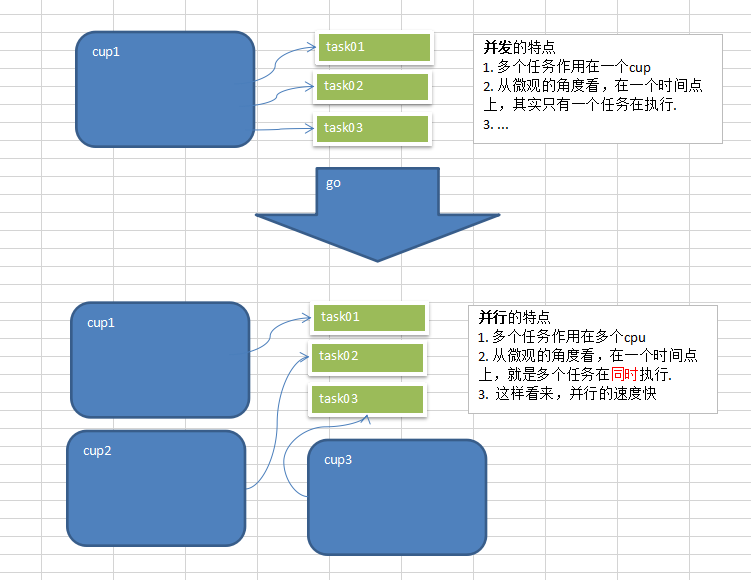 cup1
task01
task02
task03
并发的特点
1. 多个任务作用在一个cup
2. 从微观的角度看，在一个时间点
上，其实只有一个任务在执行.
3. ...
go
cup1
task01
task02
task03
cup2
cup3
并行的特点
1. 多个任务作用在多个cpu
2. 从微观的角度看，在一个时间点
上，就是多个任务在同时执行.
3. 这样看来，并行的速度快